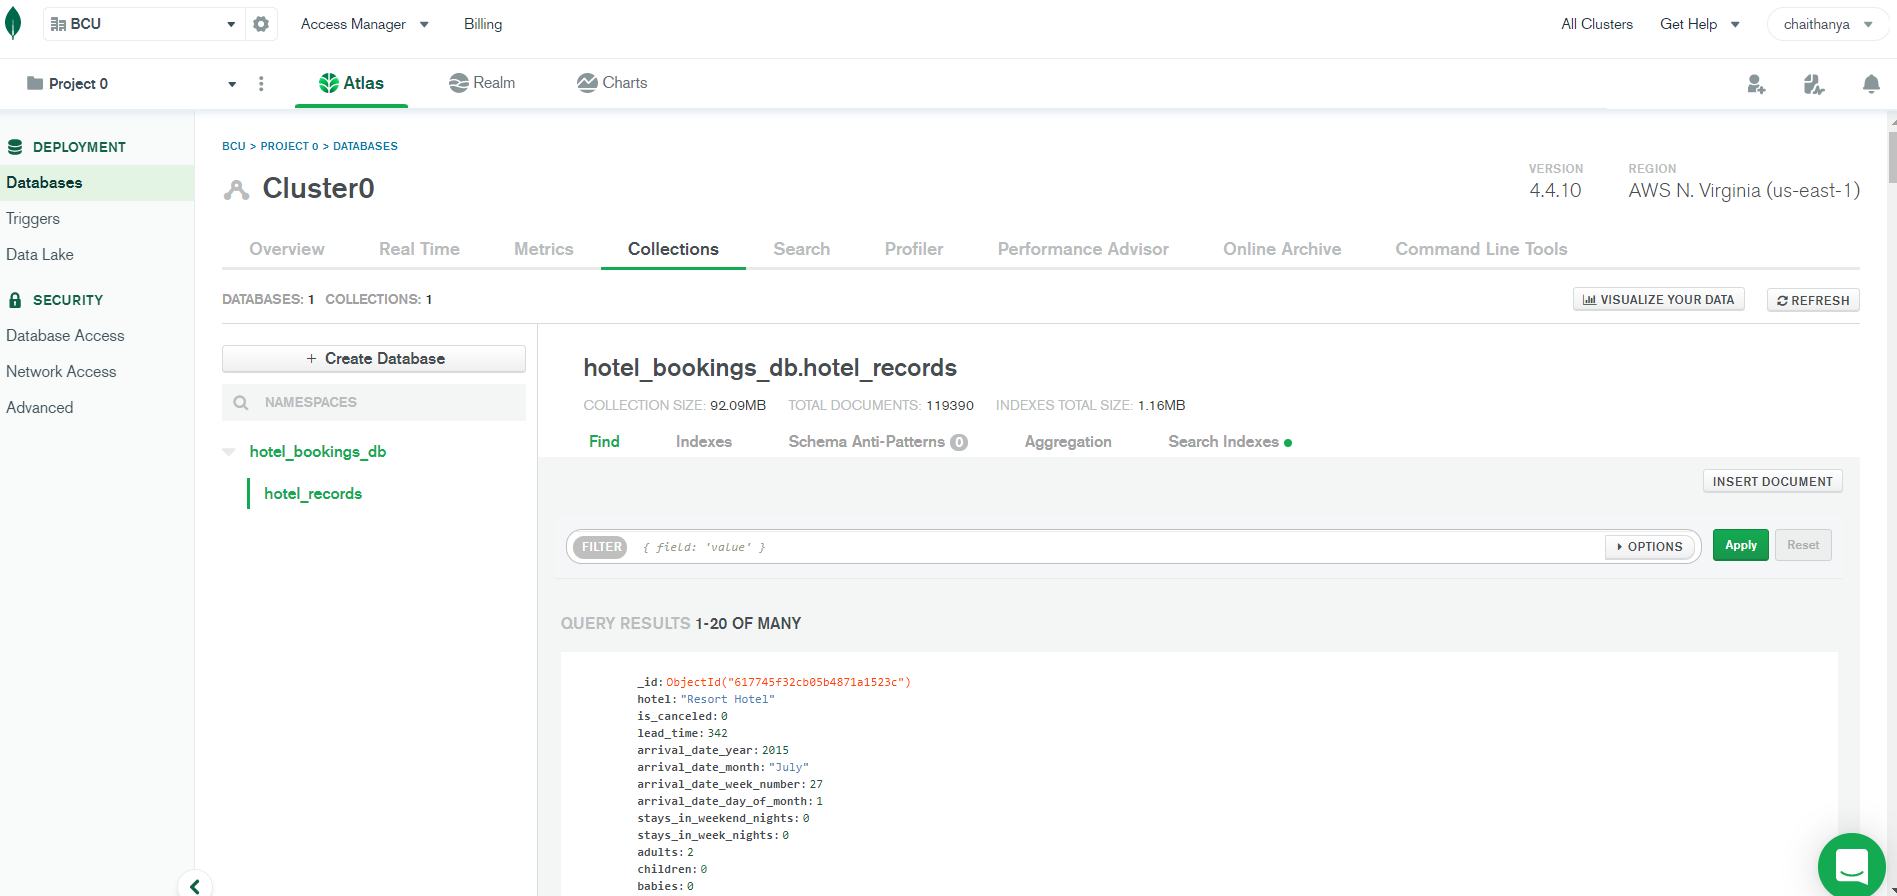 BCU
Access Manager
Billing
All Clusters
Get Help
chaithanya
Project 0
Atlas
Realm
Charts
DEPLOYMENT
Databases
Triggers
Data Lake
SECURITY
Database Access
Network Access
Advanced
BCU > PROJECT 0 > DATABASES
Cluster0
VERSION
4.4.10
REGION
AWS N. Virginia (us-east-1)
Overview
Real Time
Metrics
Collections
Search
Profiler
Performance Advisor
Online Archive
Command Line Tools
DATABASES: 1 COLLECTIONS: 1
VISUALIZE YOUR DATA
REFRESH
+ Create Database
NAMESPACES
hotel_bookings_db
hotel_records
hotel_bookings_db.hotel_records
COLLECTION SIZE: 92.09MB TOTAL DOCUMENTS: 119390 INDEXES TOTAL SIZE: 1.16MB
Find
Indexes
Schema Anti-Patterns 0
Aggregation
Search Indexes
INSERT DOCUMENT
FILTER { field: 'value' }
OPTIONS
Apply
Reset
QUERY RESULTS 1-20 OF MANY
_id: ObjectId("617745f32cb05b4871a1523c")
hotel: "Resort Hotel"
is_canceled: 0
lead_time: 342
arrival_date_year: 2015
arrival_date_month: "July"
arrival_date_week_number: 27
arrival_date_day_of_month: 1
stays_in_weekend_nights: 0
stays_in_week_nights: 0
adults: 2
children: 0
babies: 0